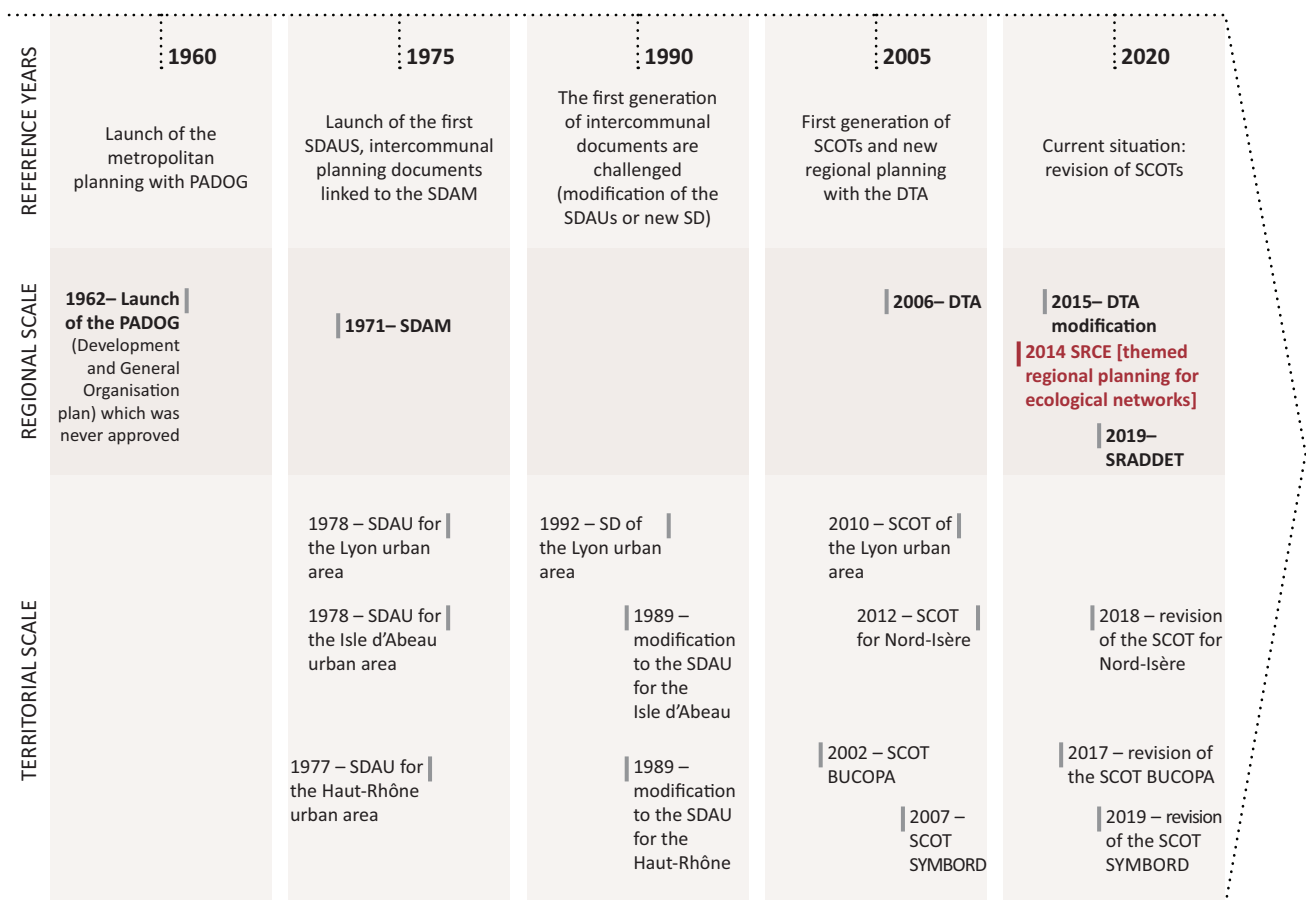 REFERENCE YEARS
1960
Launch of the
metropolitan
planning with PADOG
1975
Launch of the first
SDAUS, intercommunal
planning documents
linked to the SDAM
1990
The first generation
of intercommunal
documents are
challenged
(modification of the
SDAUs or new SD)
2005
First generation of
SCOTs and new
regional planning
with the DTA
2020
Current situation:
revision of SCOTs
REGIONAL SCALE
1962– Launch
of the PADOG
(Development
and General
Organisation
plan) which was
never approved
1971– SDAM
2006– DTA
2015– DTA
modification
2014 SRCE [themed
regional planning for
ecological networks]
2019–
SRADDET
TERRITORIAL SCALE
1978 – SDAU for
the Lyon urban
area
1978 – SDAU for
the Isle d’Abeau
urban area
1977 – SDAU for
the Haut-Rhône
urban area
1992 – SD of
the Lyon urban
area
1989 –
modification
to the SDAU
for the
Isle d’Abeau
1989 –
modification
to the SDAU
for the
Haut-Rhône
2010 – SCOT of
the Lyon urban
area
2012 – SCOT
for Nord-Isère
2002 – SCOT
BUCOPA
2007 –
SCOT
SYMBORD
2018 – revision
of the SCOT for
Nord-Isère
2017 – revision of
the SCOT BUCOPA
2019 – revision
of the SCOT
SYMBORD